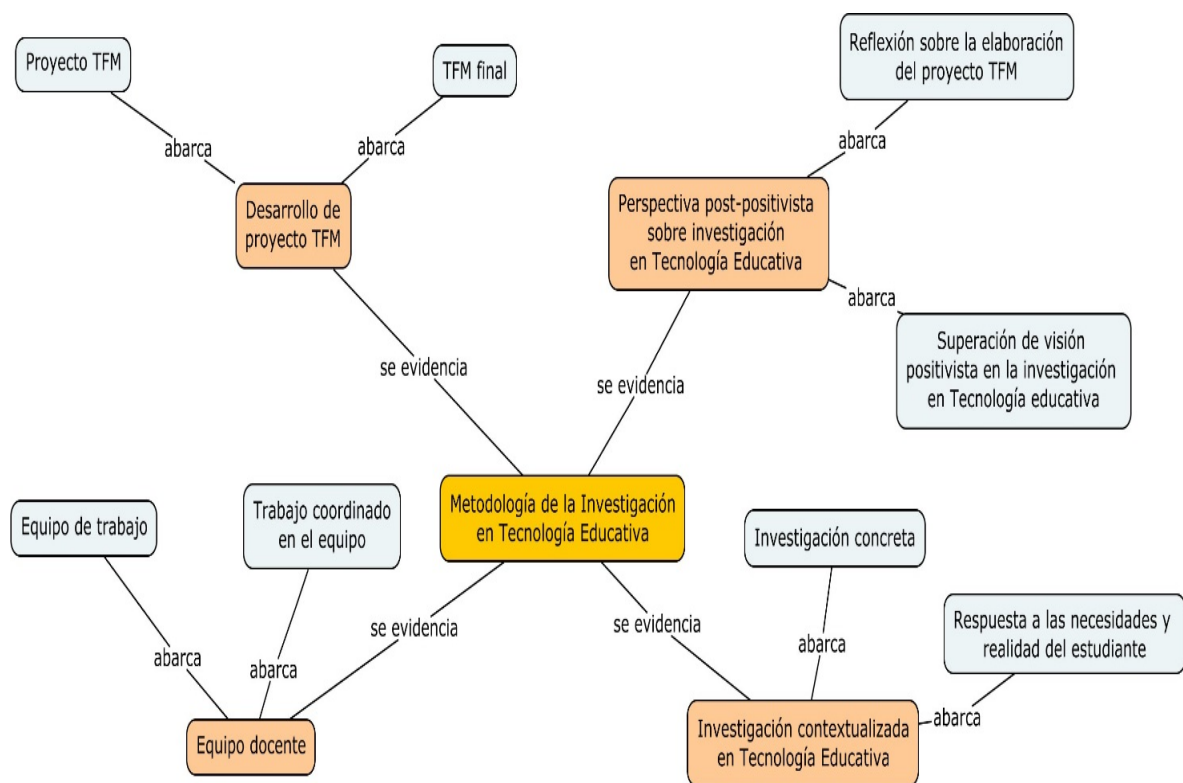 Proyecto TFM
TFM final
abarca
abarca
Desarrollo de
proyecto TFM
Reflexión sobre la elaboración
del proyecto TFM
abarca
Perspectiva post-positivista
sobre investigación
en Tecnología Educativa
abarca
Superación de visión
positivista en la investigación
en Tecnología educativa
se evidencia
se evidencia
Metodología de la Investigación
en Tecnología Educativa
Equipo de trabajo
Trabajo coordinado
en el equipo
se evidencia
abarca
abarca
Equipo docente
Investigación concreta
se evidencia
abarca
Respuesta a las necesidades y
realidad del estudiante
abarca
Investigación contextualizada
en Tecnología Educativa